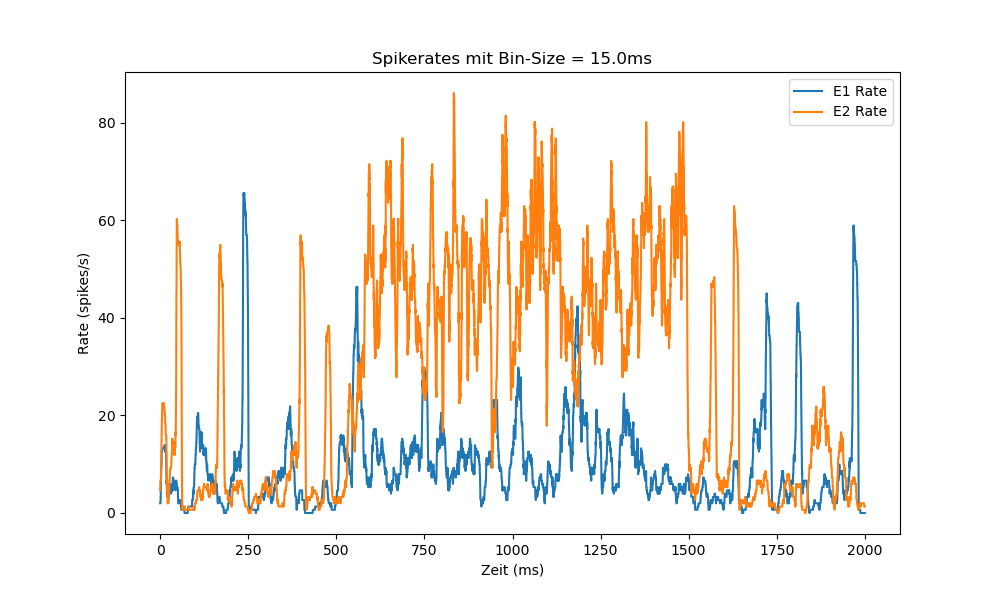 Spikerates mit Bin-Size = 15.0ms
E1 Rate
E2 Rate
80
60
40
20
0
Rate (spikes/s)
0 250 500 750 1000 1250 1500 1750 2000
Zeit (ms)